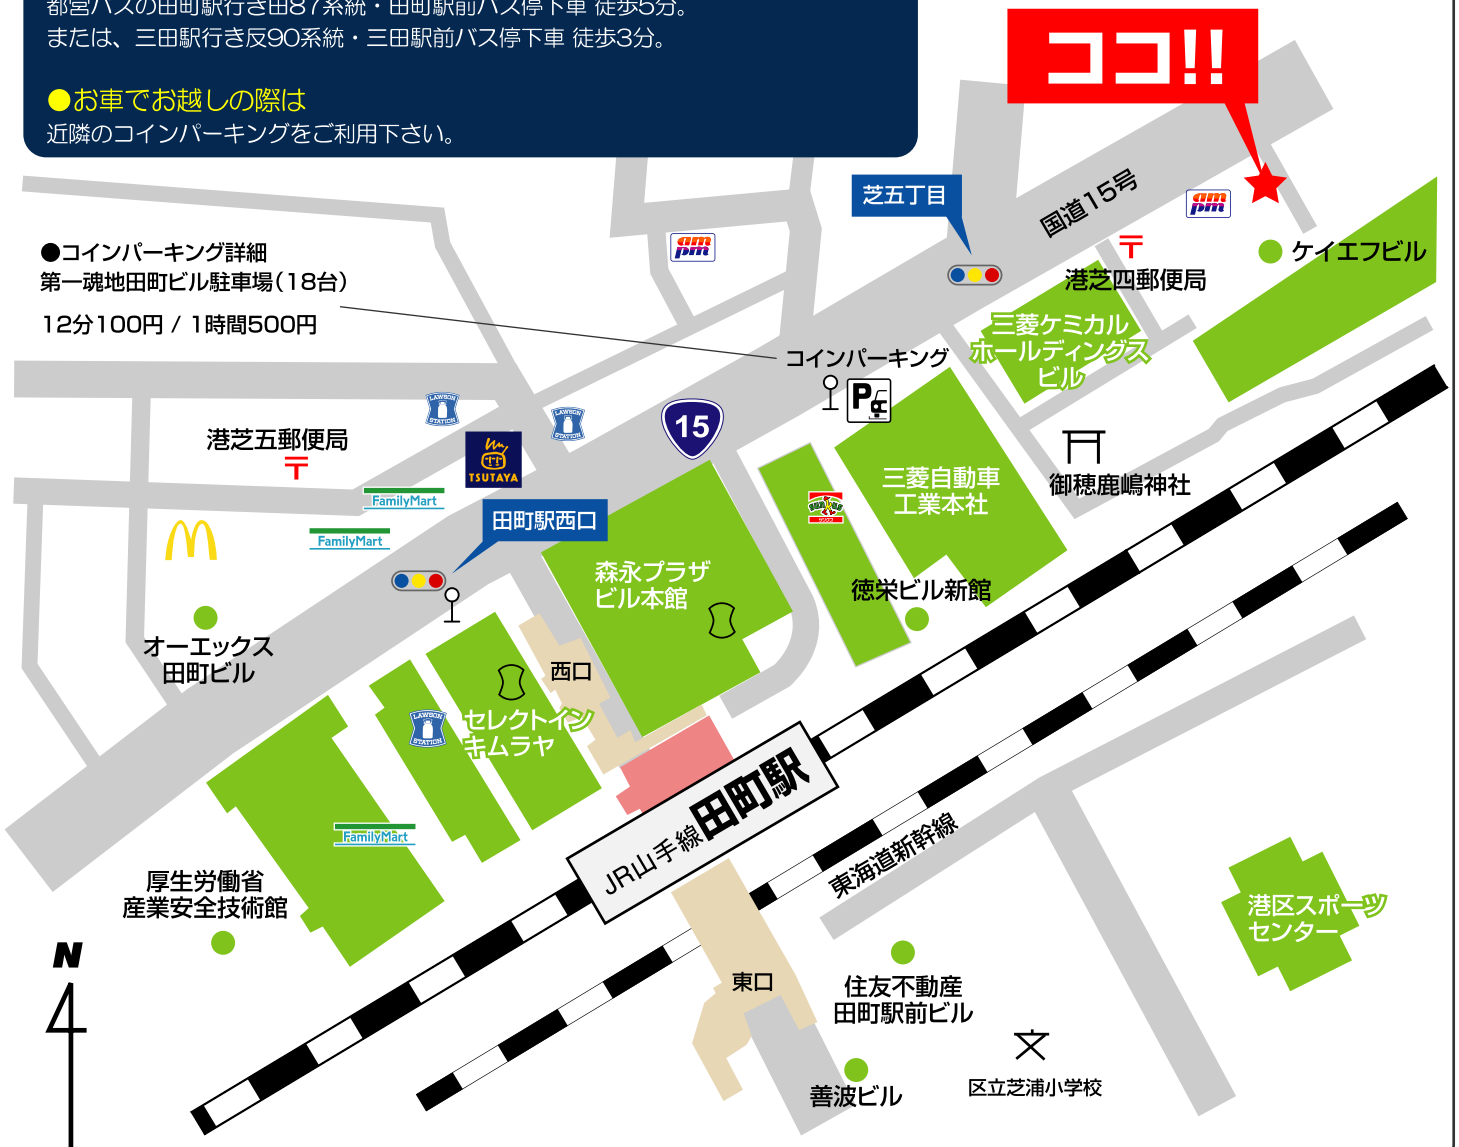 都営バスの田町駅行き田87系統・田町駅前バス停下車 徒歩5分。
または、三田駅行き反90系統・三田駅前バス停下車 徒歩3分。
●お車でお越しの際は
近隣のコインパーキングをご利用下さい。
ココ!!
芝五丁目
国道15号
am
pm
〒
港芝四郵便局
ケイエフビル
●コインパーキング詳細
第一魂地田町ビル駐車場(18台)
12分100円 / 1時間500円
am
pm
三菱ケミカル
ホールディングス
ビル
コインパーキング
P
LAWSON
STATION
LAWSON
STATION
15
港芝五郵便局
〒
TSUTAYA
FamilyMart
FamilyMart
田町駅西口
三菱自動車
工業本社
御穂鹿嶋神社
サンクス
森永プラザ
ビル本館
徳栄ビル新館
オーエックス
田町ビル
西口
LAWSON
STATION
セレクトイン
キムラヤ
FamilyMart
JR山手線田町駅
東海道新幹線
厚生労働省
産業安全技術館
港区スポーツ
センター
N
東口
住友不動産
田町駅前ビル
善波ビル
文
区立芝浦小学校